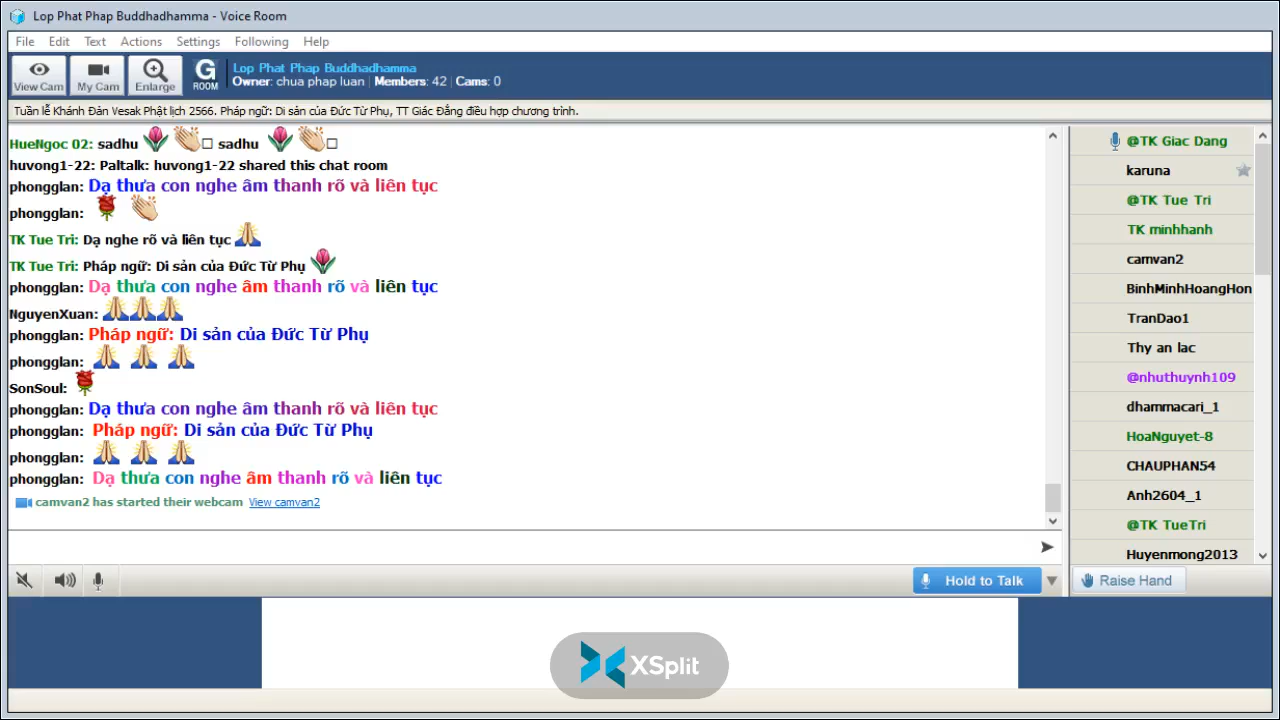 Lop Phat Phap Buddhadhamma - Voice Room
File Edit Text Actions Settings Following Help
View Cam My Cam Enlarge G ROOM
Lop Phat Phap Buddhadhamma
Owner: chua phap luan | Members: 42 | Cams: 0
Tuần lễ Khánh Đản Vesak Phật lịch 2566. Pháp ngữ: Di sản của Đức Từ Phụ, TT Giác Đẳng điều hợp chương trình.
HueNgoc 02: sadhu sadhu
huvong1-22: Paltalk: huvong1-22 shared this chat room
phongglan: Dạ thưa con nghe âm thanh rõ và liên tục
phongglan:
TK Tue Tri: Dạ nghe rõ và liên tục
TK Tue Tri: Pháp ngữ: Di sản của Đức Từ Phụ
phongglan: Dạ thưa con nghe âm thanh rõ và liên tục
NguyenXuan:
phongglan: Pháp ngữ: Di sản của Đức Từ Phụ
phongglan:
SonSoul:
phongglan: Dạ thưa con nghe âm thanh rõ và liên tục
phongglan: Pháp ngữ: Di sản của Đức Từ Phụ
phongglan:
phongglan: Dạ thưa con nghe âm thanh rõ và liên tục
camvan2 has started their webcam View camvan2
@TK Giac Dang
karuna
@TK Tue Tri
TK minhhanh
camvan2
BinhMinhHoangHon
TranDao1
Thy an lac
@nhuthuynh109
dhammacari_1
HoaNguyet-8
CHAUPHAN54
Anh2604_1
@TK TueTri
Huyenmong2013
Hold to Talk
Raise Hand
XSplit